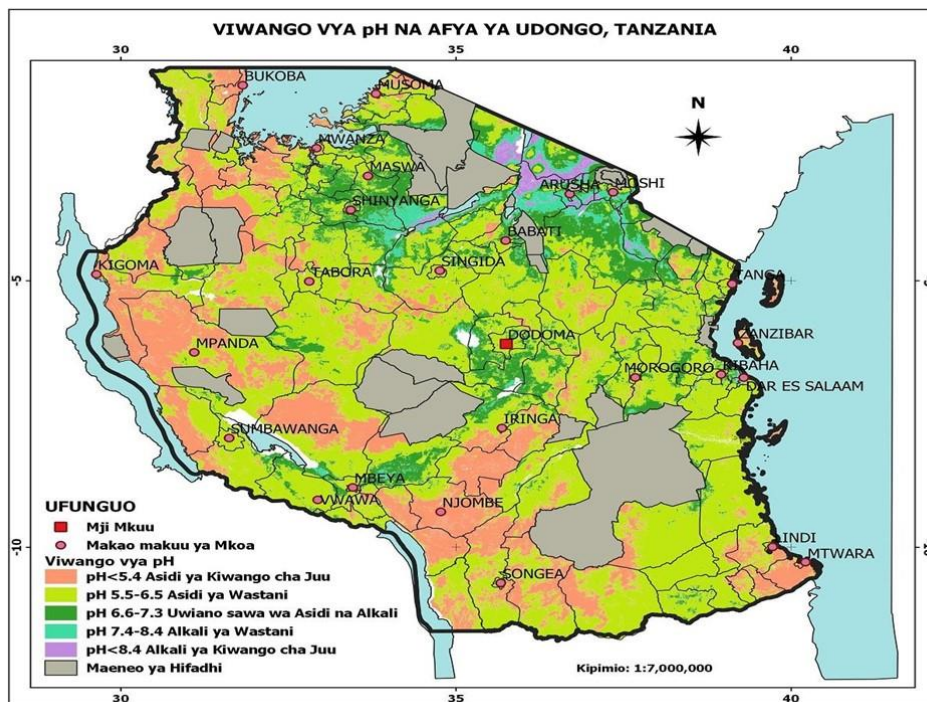 VIWANGO VYA pH NA AFYA YA UDONGO, TANZANIA
30 35 40
BUKOBA
MUSOMA
N
MWANZA
MASWA
ARUSHA
MOSHI
SHINYANGA
BABATI
KIGOMA
TABORA
SINGIDA
TANGA
-5
DODOMA
ZANZIBAR
MPANDA
MOROGORO
KIBAHA
DAR ES SALAAM
IRINGA
SUMBAWANGA
MBEYA
VWAWA
NJOMBE
LINDI
MTWARA
-10
SONGEA
UFUNGUO
Mji Mkuu
Makao makuu ya Mkoa
Viwango vya pH
pH<5.4 Asidi ya Kiwango cha Juu
pH 5.5-6.5 Asidi ya Wastani
pH 6.6-7.3 Uwiano sawa wa Asidi na Alkali
pH 7.4-8.4 Alkali ya Wastani
pH<8.4 Alkali ya Kiwango cha Juu
Maeneo ya Hifadhi
Kipimio: 1:7,000,000
30 35 40